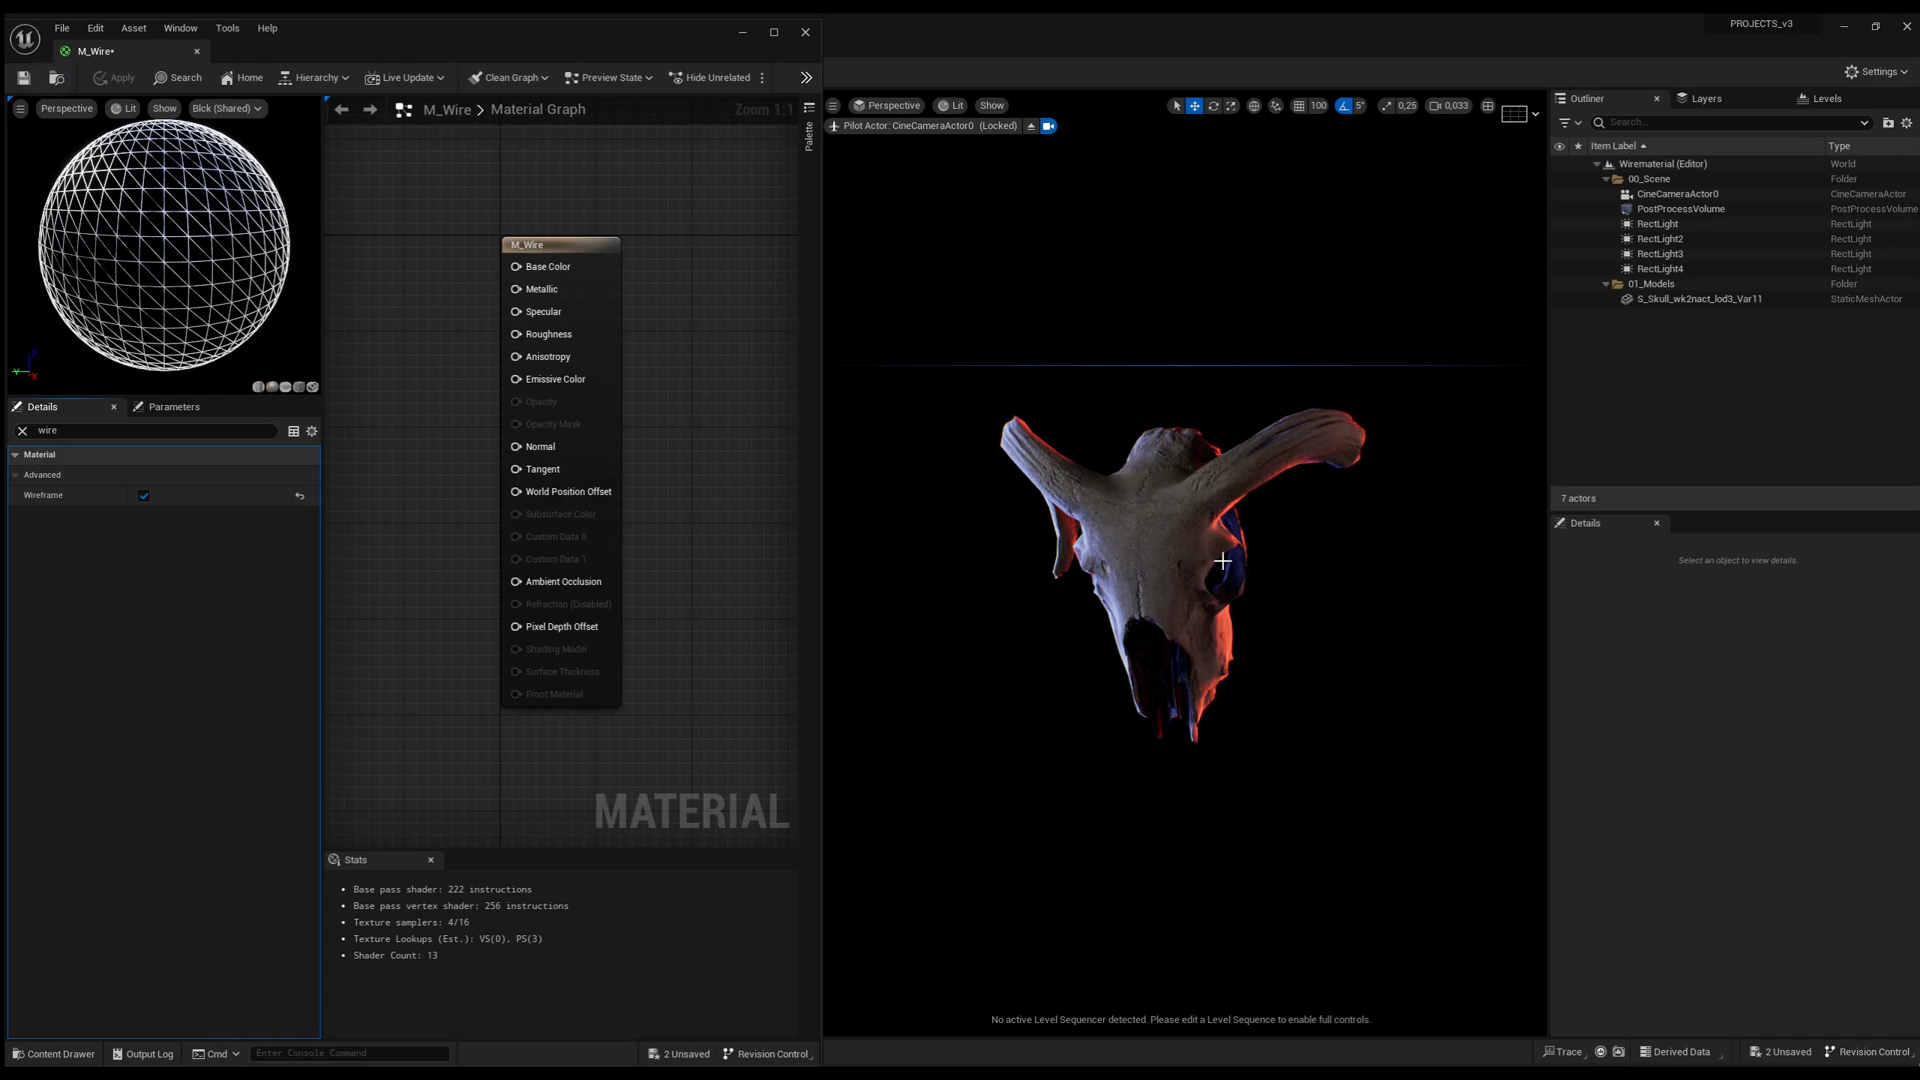 File Edit Asset Window Tools Help
PROJECTS_v3
M_Wire•
Apply Search Home Hierarchy Live Update Clean Graph Preview State Hide Unrelated
Settings
Perspective Lit Show Blck (Shared)
M_Wire > Material Graph
Zoom 1:1
Palette
Perspective Lit Show
100 5° 0,25 0,033
Pilot Actor: CineCameraActor0 (Locked)
Outliner Layers Levels
Search...
Item Label Type
Wirematerial (Editor) World
00_Scene Folder
CineCameraActor0 CineCameraActor
PostProcessVolume PostProcessVolume
RectLight RectLight
RectLight2 RectLight
RectLight3 RectLight
RectLight4 RectLight
01_Models Folder
S_Skull_wk2nact_lod3_Var11 StaticMeshActor
7 actors
Details
Select an object to view details.
M_Wire
Base Color
Metallic
Specular
Roughness
Anisotropy
Emissive Color
Opacity
Opacity Mask
Normal
Tangent
World Position Offset
Subsurface Color
Custom Data 0
Custom Data 1
Ambient Occlusion
Refraction (Disabled)
Pixel Depth Offset
Shading Model
Surface Thickness
Front Material
MATERIAL
Y
X
Details Parameters
wire
Material
Advanced
Wireframe
Stats
• Base pass shader: 222 instructions
• Base pass vertex shader: 256 instructions
• Texture samplers: 4/16
• Texture Lookups (Est.): VS(0), PS(3)
• Shader Count: 13
No active Level Sequencer detected. Please edit a Level Sequence to enable full controls.
Content Drawer Output Log Cmd Enter Console Command 2 Unsaved Revision Control
Trace Derived Data 2 Unsaved Revision Control